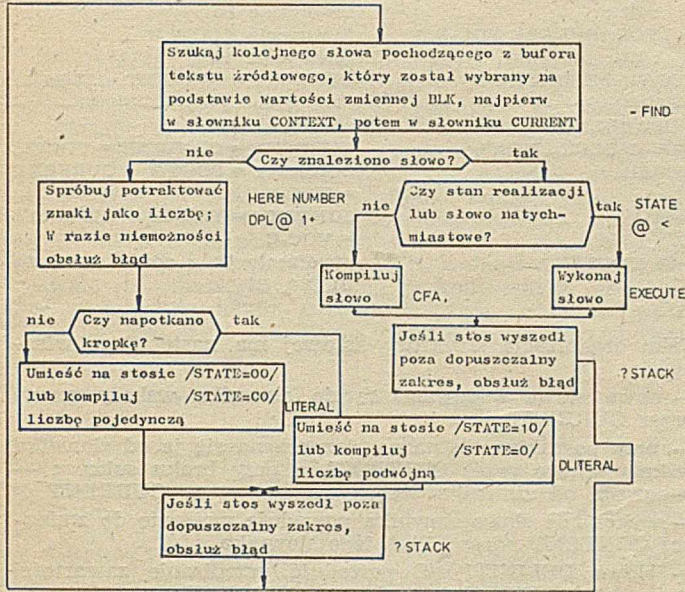 Szukaj kolejnego słowa pochodzącego z bufora
tekstu źródłowego, który został wybrany na
podstawie wartości zmiennej BLK, najpierw
w słowniku CONTEXT, potem w słowniku CURRENT
- FIND
nie
Czy znaleziono słowo?
tak
Spróbuj potraktować
znaki jako liczbę;
W razie niemożności
obsłuż błąd
HERE NUMBER
DPL @ 1+
nie
Czy stan realizacji
lub słowo natych-
miastowe?
tak
STATE
@ <
Kompiluj
słowo
CFA,
Wykonaj
słowo
EXECUTE
nie
Czy napotkano
kropkę?
tak
Jeśli stos wyszedł
poza dopuszczalny
zakres, obsłuż błąd
? STACK
Umieść na stosie /STATE=00/
lub kompiluj /STATE=C0/
liczbę pojedynczą
LITERAL
Umieść na stosie /STATE=10/
lub kompiluj /STATE=0/
liczbę podwójną
DLITERAL
Jeśli stos wyszedł poza
dopuszczalny zakres,
obsłuż błąd
? STACK